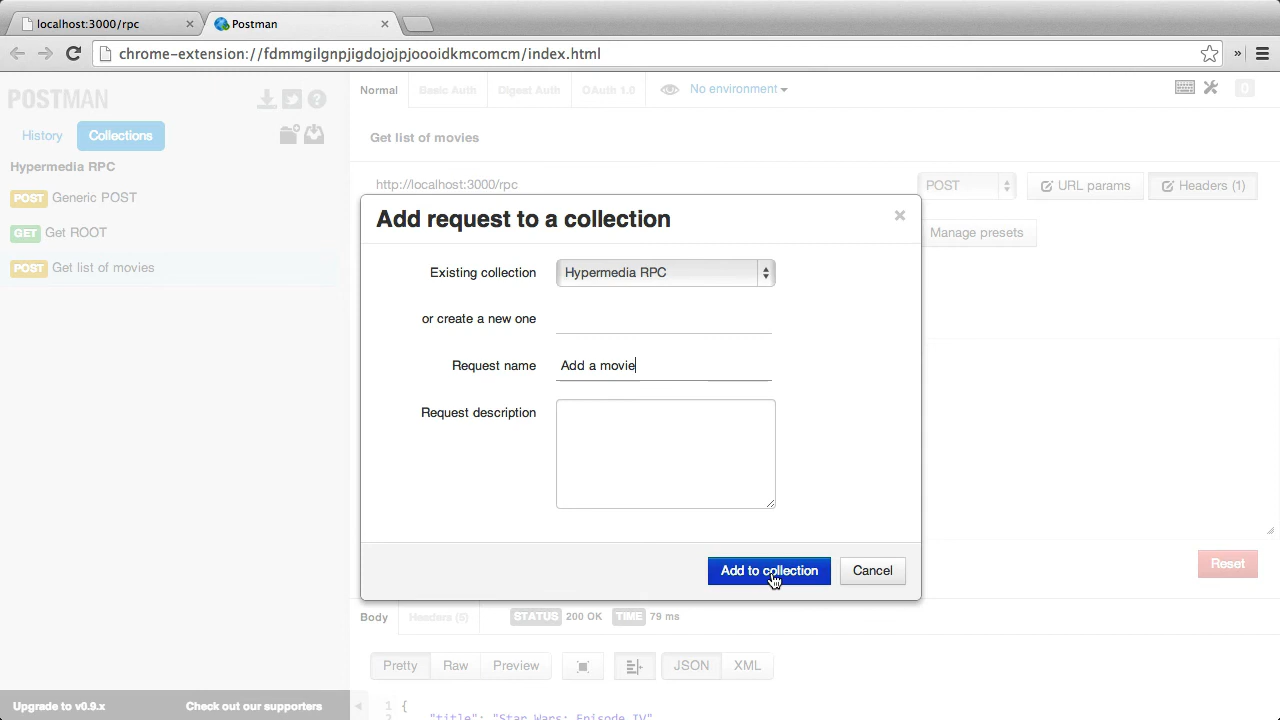 localhost:3000/rpc
Postman
chrome-extension://fdmmgilgnpjigdojojpjoooidkmcomcm/index.html
POSTMAN
History
Collections
Hypermedia RPC
POST Generic POST
GET Get ROOT
POST Get list of movies
Upgrade to v0.9.x
Check out our supporters
Normal Basic Auth Digest Auth OAuth 1.0 No environment 0
Get list of movies
http://localhost:3000/rpc
POST URL params Headers (1)
Manage presets
Add request to a collection
Existing collection Hypermedia RPC
or create a new one
Request name Add a movie
Request description
Add to collection Cancel
Reset
Body Headers (5) STATUS 200 OK TIME 79 ms
Pretty Raw Preview JSON XML
1 {
2 "title": "Star Wars: Episode IV"